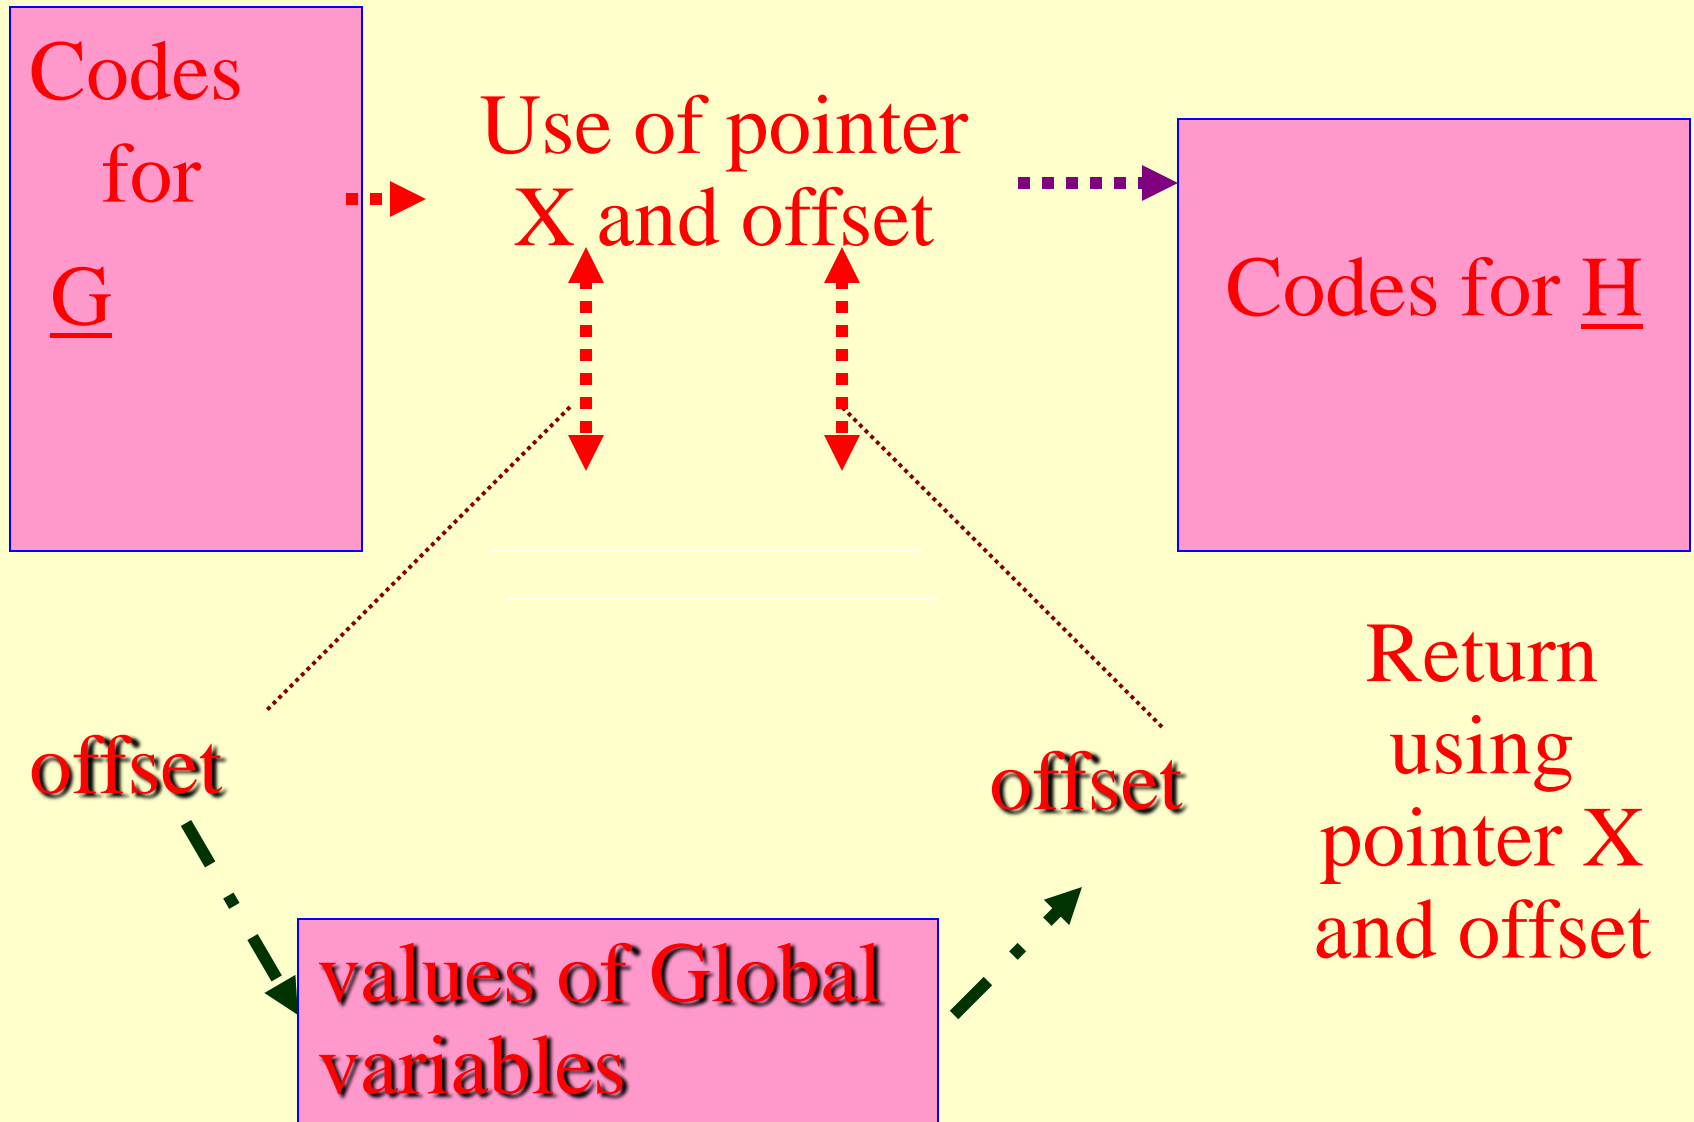 Codes
for
G
Use of pointer
X and offset
Codes for H
offset
offset
Return
using
pointer X
and offset
values of Global
variables